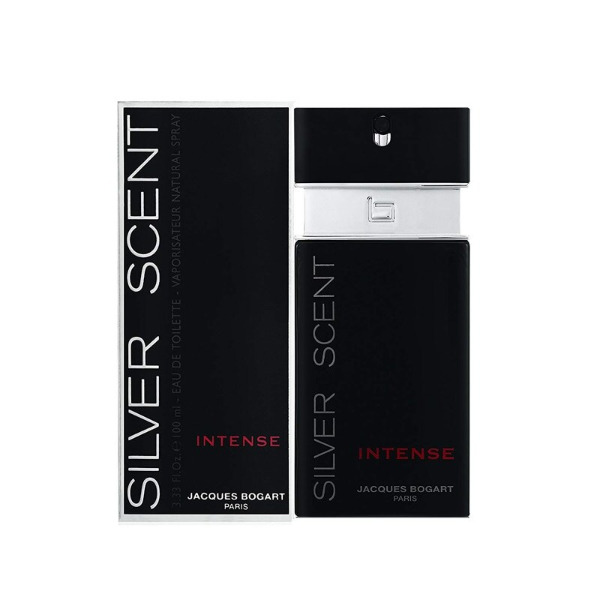 SILVER SCENT
3.33 Fl.Oz. e 100 ml - EAU DE TOILETTE - VAPORISATEUR NATURAL SPRAY
INTENSE
JACQUES BOGART
PARIS
b
SILVER SCENT
INTENSE
JACQUES BOGART
PARIS